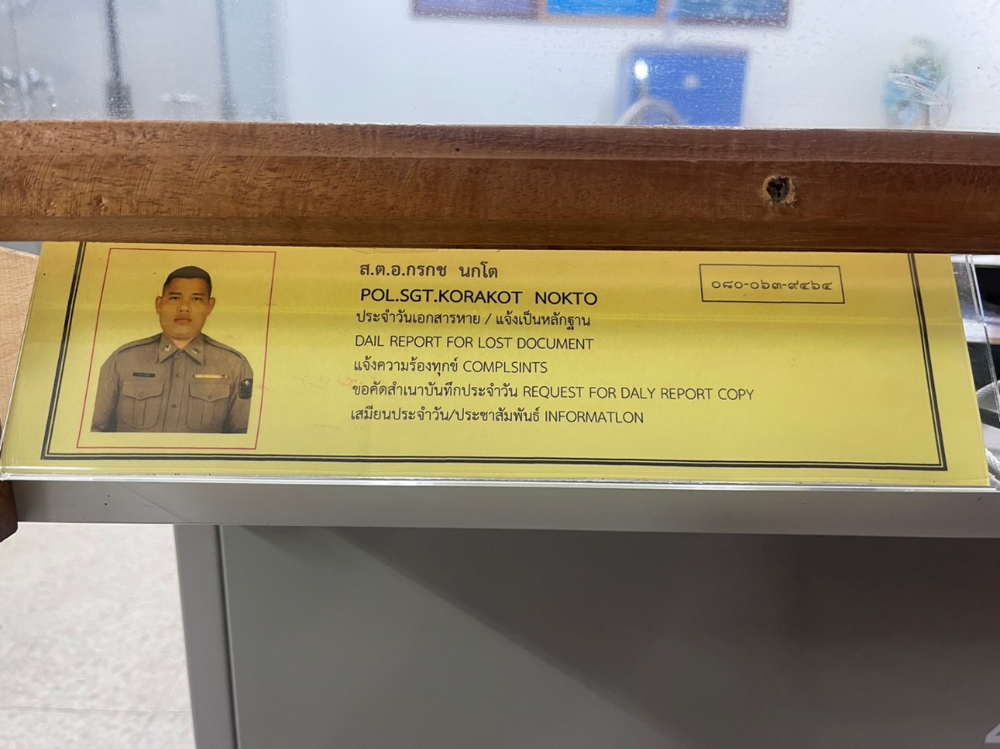 ส.ต.อ.กรกช นกโต
๐๘๐-๐๖๓-๙๔๖๔
POL.SGT.KORAKOT NOKTO
ประจำวันเอกสารหาย / แจ้งเป็นหลักฐาน
DAIL REPORT FOR LOST DOCUMENT
แจ้งความร้องทุกข์ COMPLSINTS
ขอคัดสำเนาบันทึกประจำวัน REQUEST FOR DALY REPORT COPY
เสมียนประจำวัน/ประชาสัมพันธ์ INFORMATLON